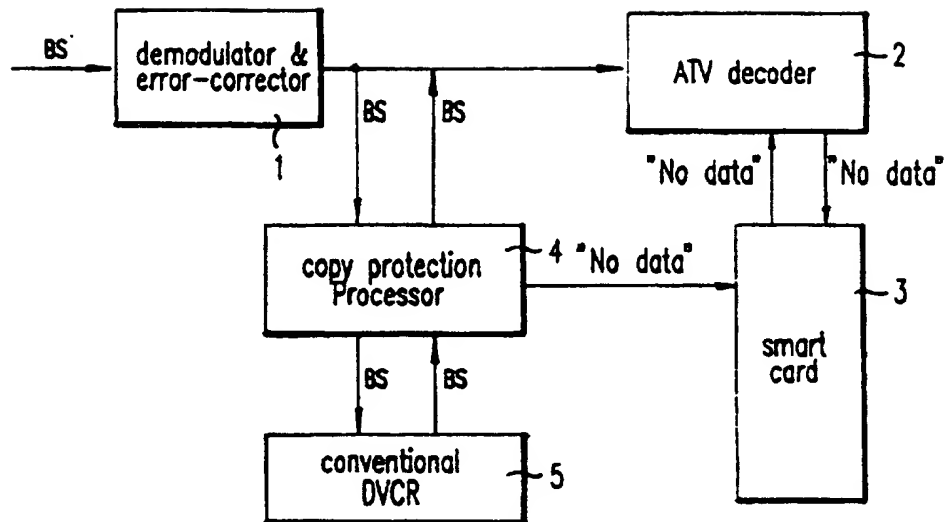 BS
demodulator &
error-corrector
1
ATV decoder
2
BS
BS
"No data"
"No data"
copy protection
Processor
4
"No data"
smart
card
3
BS
BS
conventional
DVCR
5